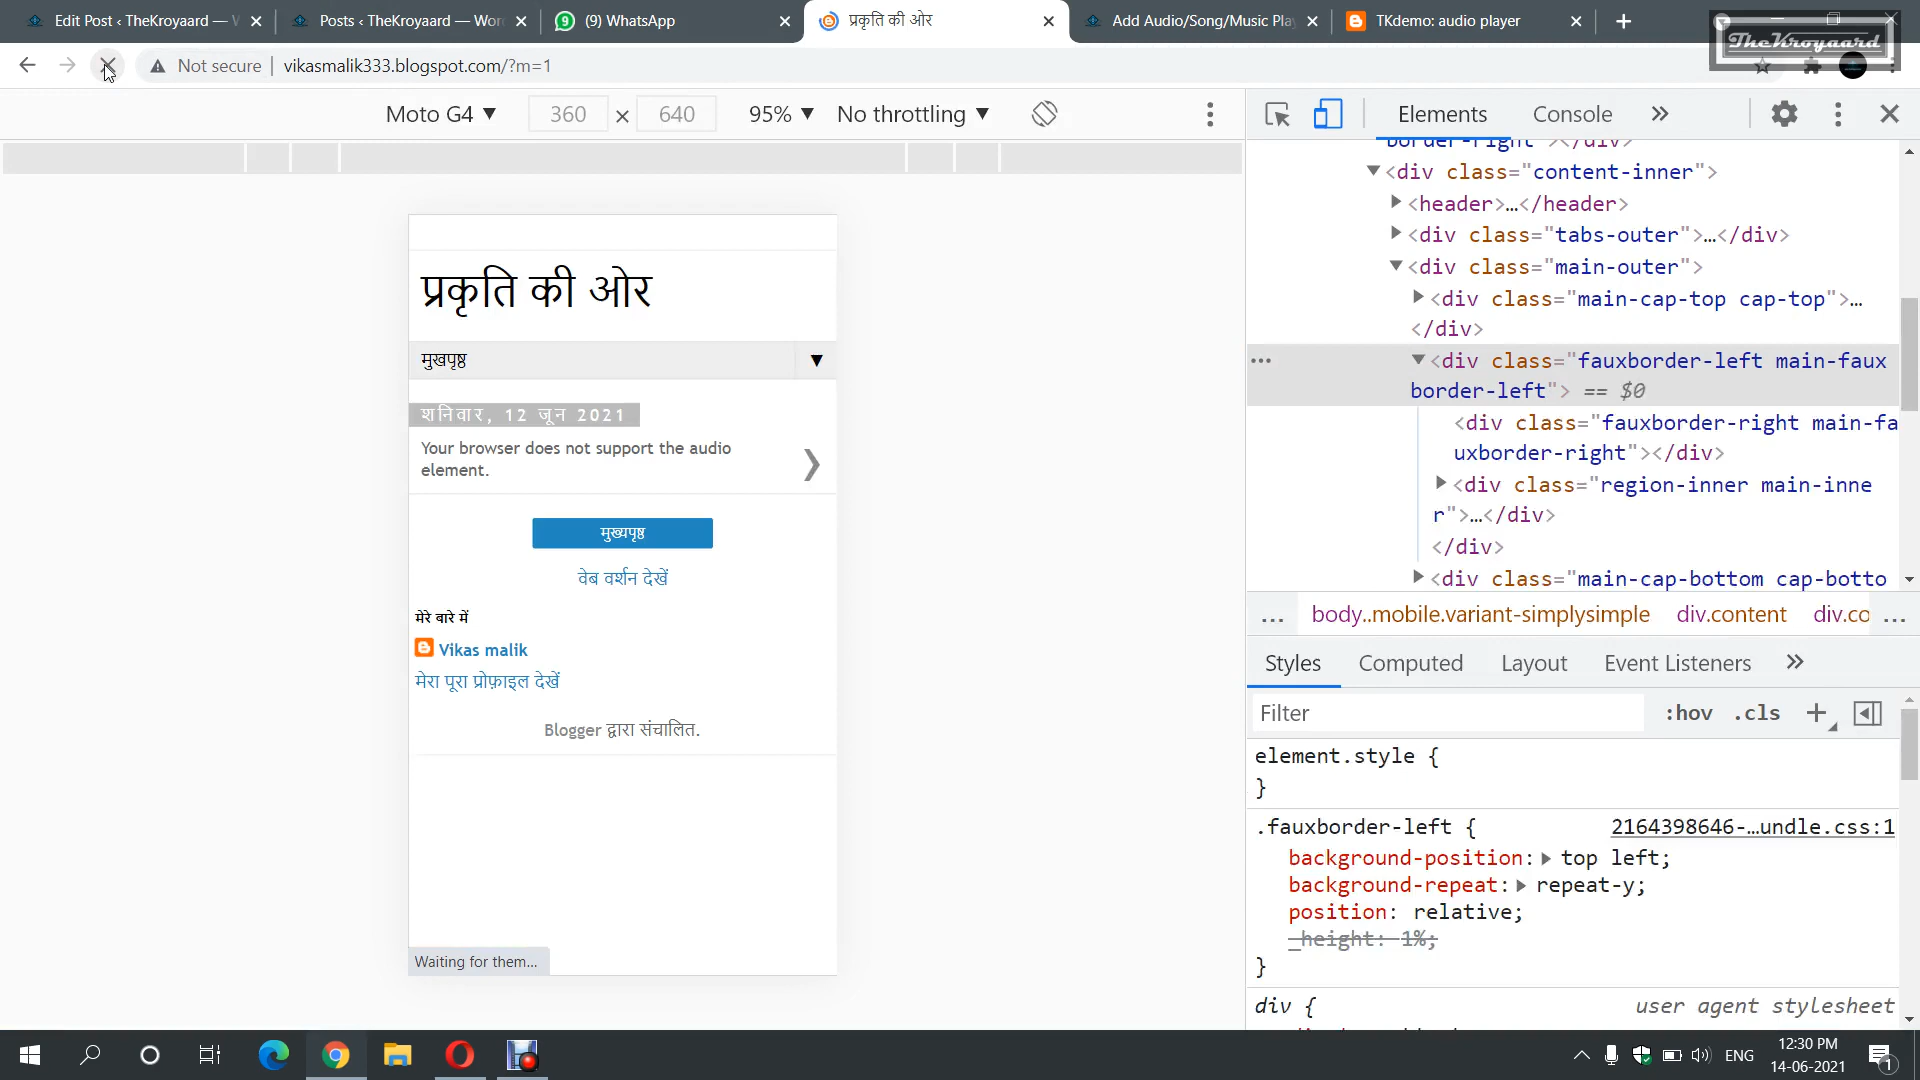 Edit Post ‹ TheKroyaard — W
Posts ‹ TheKroyaard — Wor
(9) WhatsApp
प्रकृति की ओर
Add Audio/Song/Music Pla
TKdemo: audio player
TheKroyaard
Not secure
vikasmalik333.blogspot.com/?m=1
Moto G4 ▼
360 × 640
95% ▼
No throttling ▼
Elements
Console
border-right"></div>
▼<div class="content-inner">
▶<header>…</header>
▶<div class="tabs-outer">…</div>
▼<div class="main-outer">
▶<div class="main-cap-top cap-top">…
</div>
▼<div class="fauxborder-left main-faux
border-left"> == $0
<div class="fauxborder-right main-fa
uxborder-right"></div>
▶<div class="region-inner main-inne
r">…</div>
</div>
▶<div class="main-cap-bottom cap-botto
... body..mobile.variant-simplysimple div.content div.co ...
Styles
Computed
Layout
Event Listeners
Filter
:hov .cls +
element.style {
}
.fauxborder-left {
2164398646-…undle.css:1
background-position: ▶ top left;
background-repeat: ▶ repeat-y;
position: relative;
_height: 1%;
}
div {
user agent stylesheet
प्रकृति की ओर
मुखपृष्ठ ▼
शनिवार, 12 जून 2021
Your browser does not support the audio
element.
मुख्यपृष्ठ
वेब वर्शन देखें
मेरे बारे में
Vikas malik
मेरा पूरा प्रोफ़ाइल देखें
Blogger द्वारा संचालित.
Waiting for them...
ENG
12:30 PM
14-06-2021
1